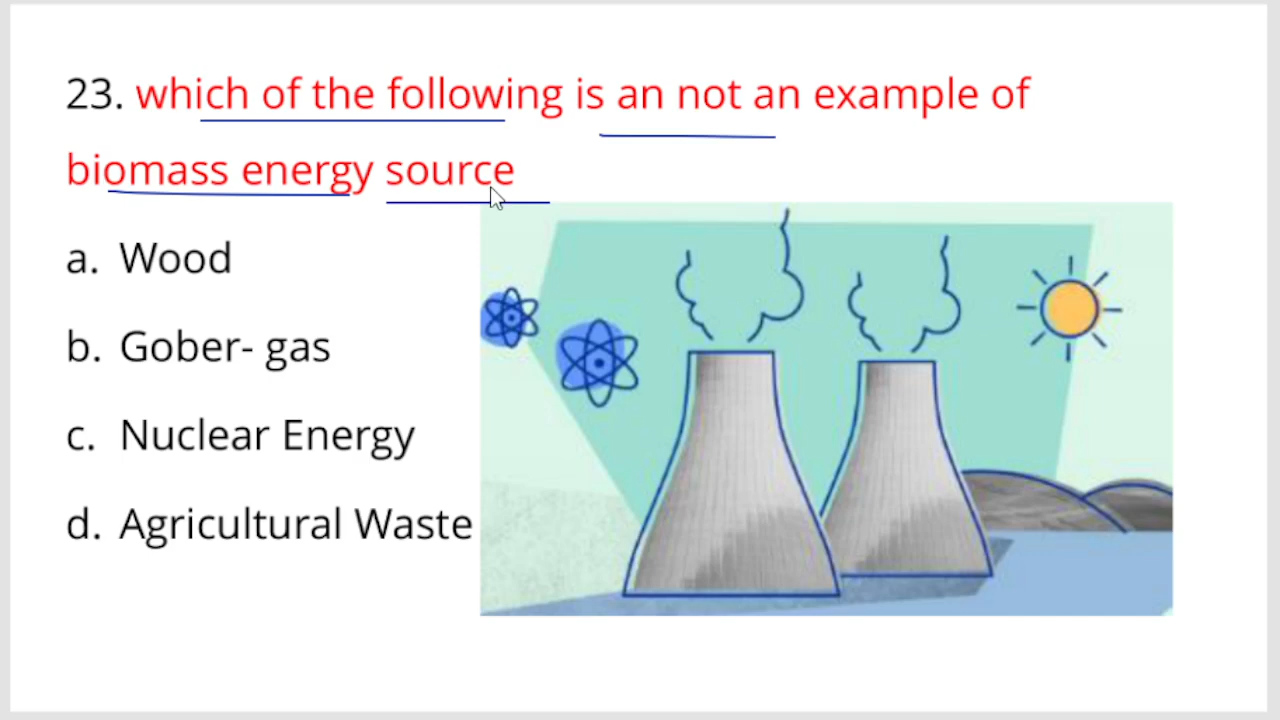 23. which of the following is an not an example of
biomass energy source
a. Wood
b. Gober- gas
c. Nuclear Energy
d. Agricultural Waste